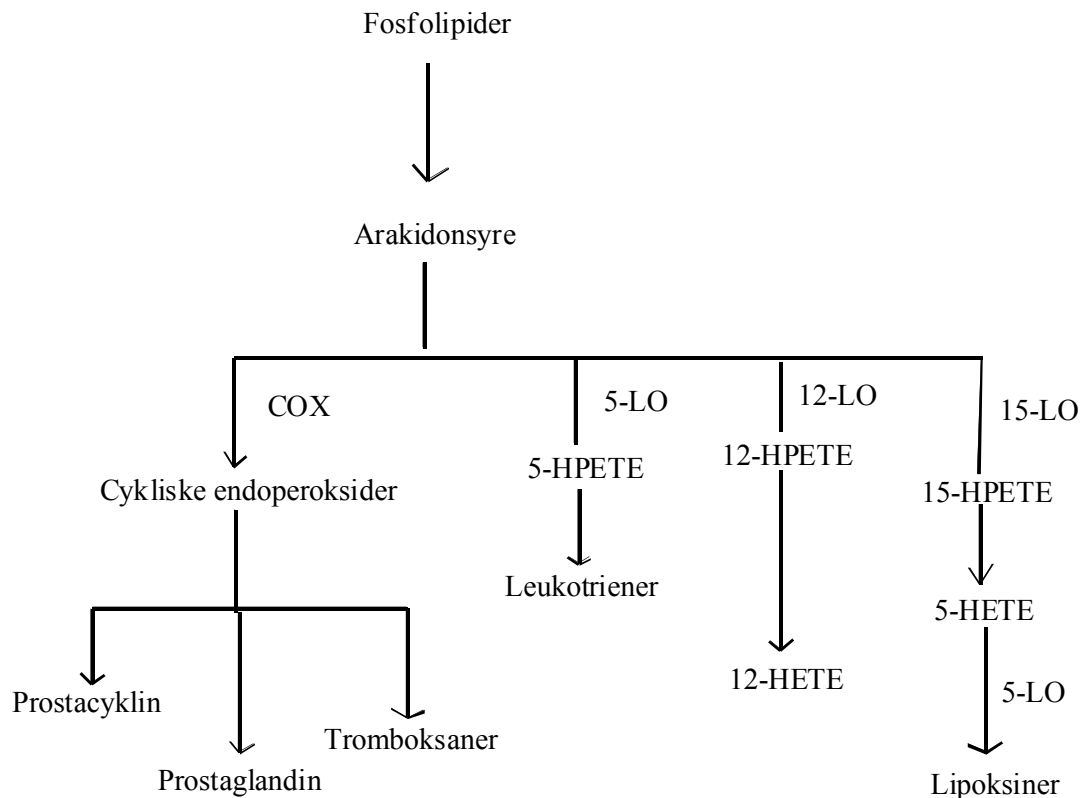 Fosfolipider
Arakidonsyre
COX
5-LO
12-LO
15-LO
Cykliske endoperoksider
5-HPETE
12-HPETE
15-HPETE
Leukotriener
5-HETE
12-HETE
5-LO
Prostacyklin
Tromboksaner
Prostaglandin
Lipoksiner